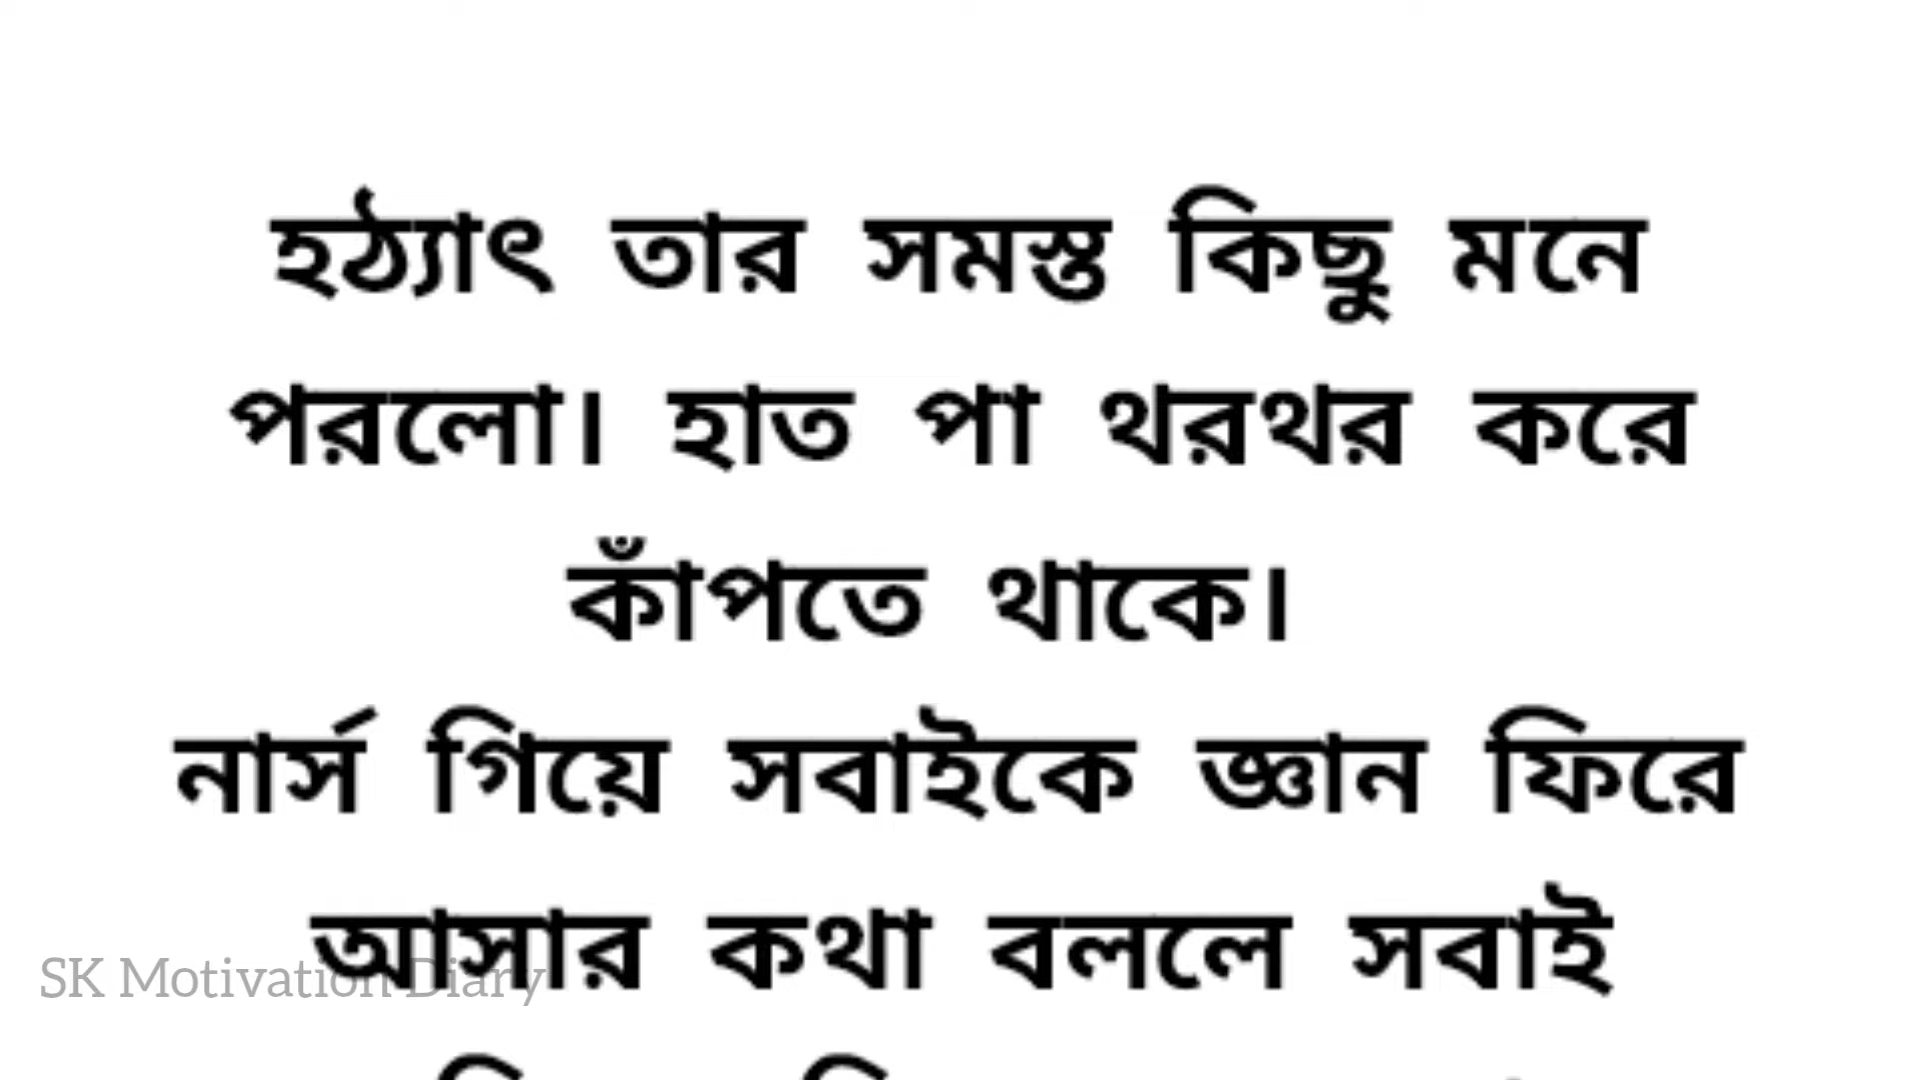 হঠ্যাৎ তার সমস্ত কিছু মনে
পরলো। হাত পা থরথর করে
কাঁপতে থাকে।
নার্স গিয়ে সবাইকে জ্ঞান ফিরে
আসার কথা বললে সবাই
SK Motivation Diary